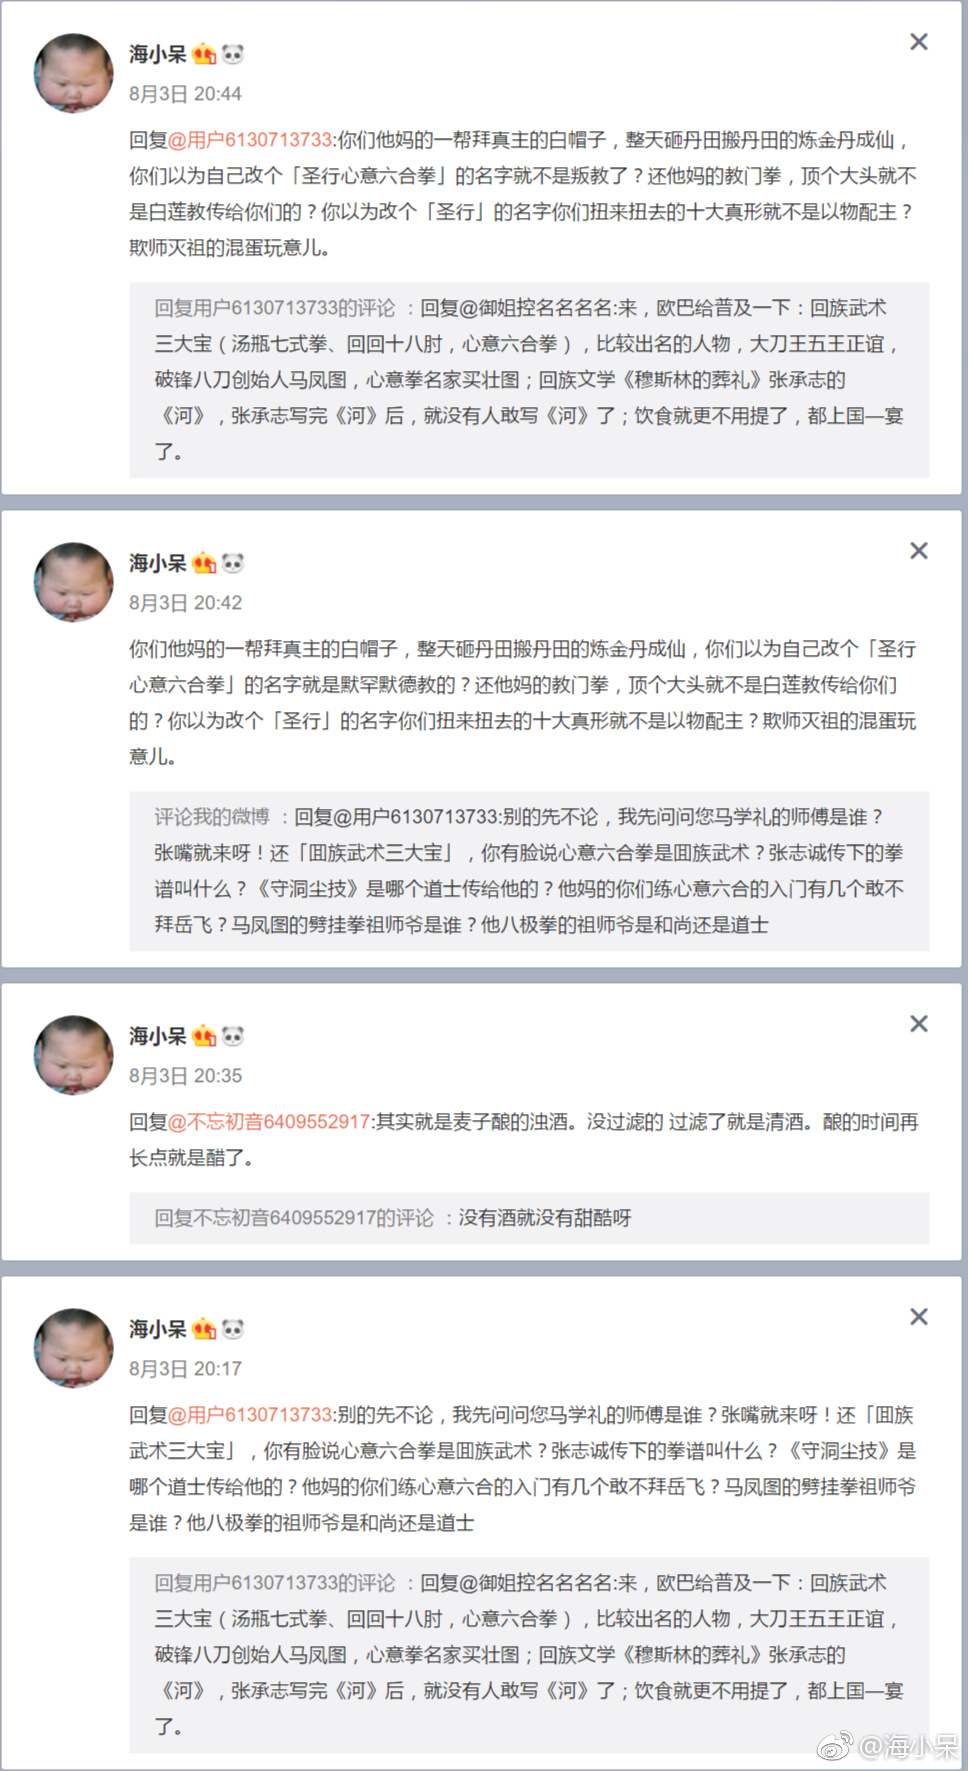 海小呆
8月3日 20:44
回复@用户6130713733:你们他妈的一帮拜真主的白帽子，整天砸丹田搬丹田的炼金丹成仙，
你们以为自己改个「圣行心意六合拳」的名字就不是叛教了？还他妈的教门拳，顶个大头就不
是白莲教传给你们的？你以为改个「圣行」的名字你们扭来扭去的十大真形就不是以物配主？
欺师灭祖的混蛋玩意儿。
回复用户6130713733的评论 ：回复@御姐控名名名名:来，欧巴给普及一下：回族武术
三大宝（汤瓶七式拳、回回十八肘，心意六合拳），比较出名的人物，大刀王五王正谊，
破锋八刀创始人马凤图，心意拳名家买壮图；回族文学《穆斯林的葬礼》张承志的
《河》，张承志写完《河》后，就没有人敢写《河》了；饮食就更不用提了，都上国—宴
了。
海小呆
8月3日 20:42
你们他妈的一帮拜真主的白帽子，整天砸丹田搬丹田的炼金丹成仙，你们以为自己改个「圣行
心意六合拳」的名字就是默罕默德教的？还他妈的教门拳，顶个大头就不是白莲教传给你们
的？你以为改个「圣行」的名字你们扭来扭去的十大真形就不是以物配主？欺师灭祖的混蛋玩
意儿。
评论我的微博 ：回复@用户6130713733:别的先不论，我先问问您马学礼的师傅是谁？
张嘴就来呀！还「囬族武术三大宝」，你有脸说心意六合拳是囬族武术？张志诚传下的拳
谱叫什么？《守洞尘技》是哪个道士传给他的？他妈的你们练心意六合的入门有几个敢不
拜岳飞？马凤图的劈挂拳祖师爷是谁？他八极拳的祖师爷是和尚还是道士
海小呆
8月3日 20:35
回复@不忘初音6409552917:其实就是麦子酿的浊酒。没过滤的 过滤了就是清酒。酿的时间再
长点就是醋了。
回复不忘初音6409552917的评论 ：没有酒就没有甜酷呀
海小呆
8月3日 20:17
回复@用户6130713733:别的先不论，我先问问您马学礼的师傅是谁？张嘴就来呀！还「囬族
武术三大宝」，你有脸说心意六合拳是囬族武术？张志诚传下的拳谱叫什么？《守洞尘技》是
哪个道士传给他的？他妈的你们练心意六合的入门有几个敢不拜岳飞？马凤图的劈挂拳祖师爷
是谁？他八极拳的祖师爷是和尚还是道士
回复用户6130713733的评论 ：回复@御姐控名名名名:来，欧巴给普及一下：回族武术
三大宝（汤瓶七式拳、回回十八肘，心意六合拳），比较出名的人物，大刀王五王正谊，
破锋八刀创始人马凤图，心意拳名家买壮图；回族文学《穆斯林的葬礼》张承志的
《河》，张承志写完《河》后，就没有人敢写《河》了；饮食就更不用提了，都上国—宴
了。
@海小呆